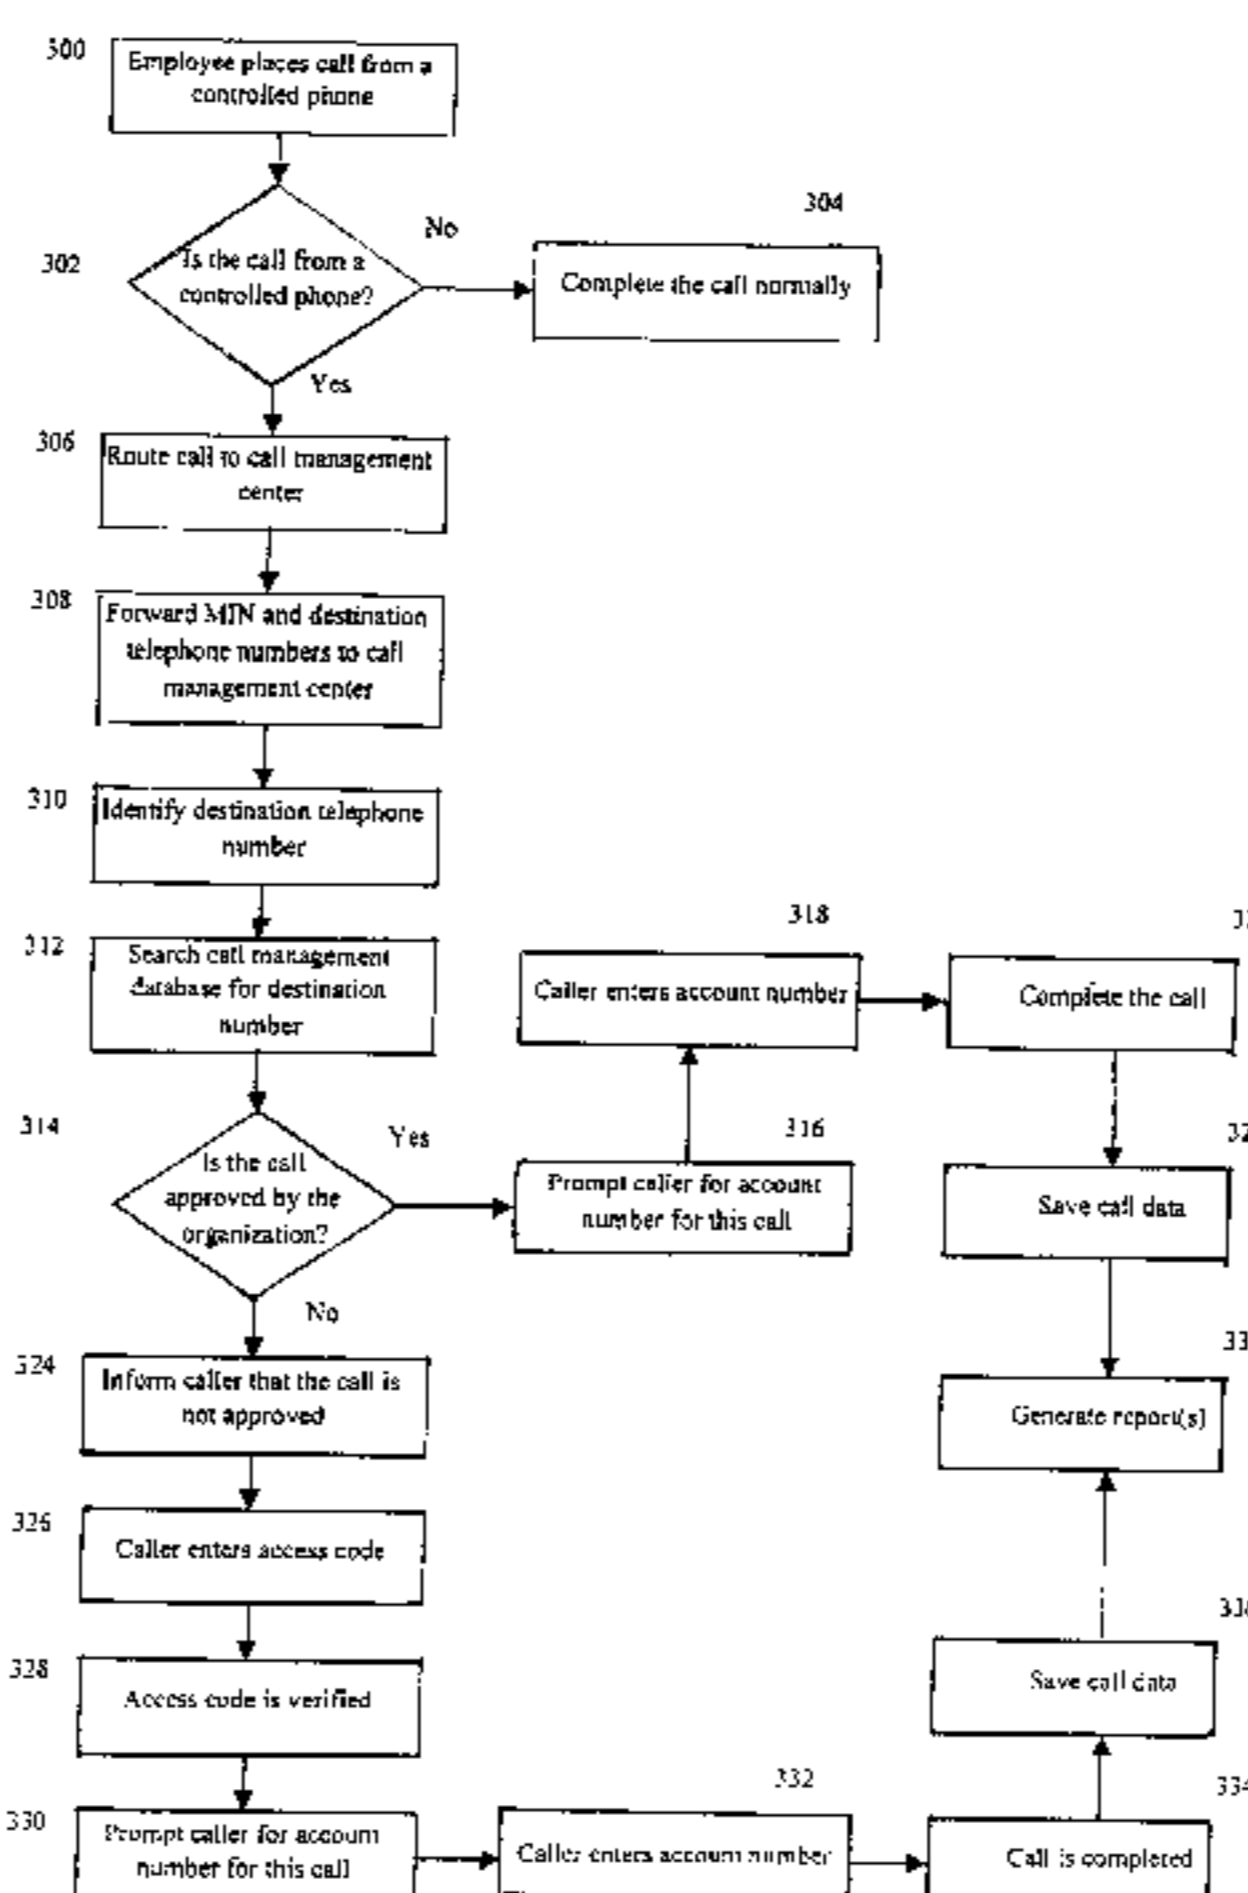 300
Employee places call from a
controlled phone
304
No
302
Is the call from a
controlled phone?
Complete the call normally
Yes
306
Route call to call management
center
308
Forward MIN and destination
telephone numbers to call
management center
310
Identify destination telephone
number
318
312
Search call management
database for destination
number
Caller enters account number
Complete the call
314
Yes
316
Is the call
approved by the
organization?
Prompt caller for account
number for this call
Save call data
No
324
Inform caller that the call is
not approved
Generate report(s)
326
Caller enters access code
328
Access code is verified
Save call data
332
334
330
Prompt caller for account
number for this call
Caller enters account number
Call is completed